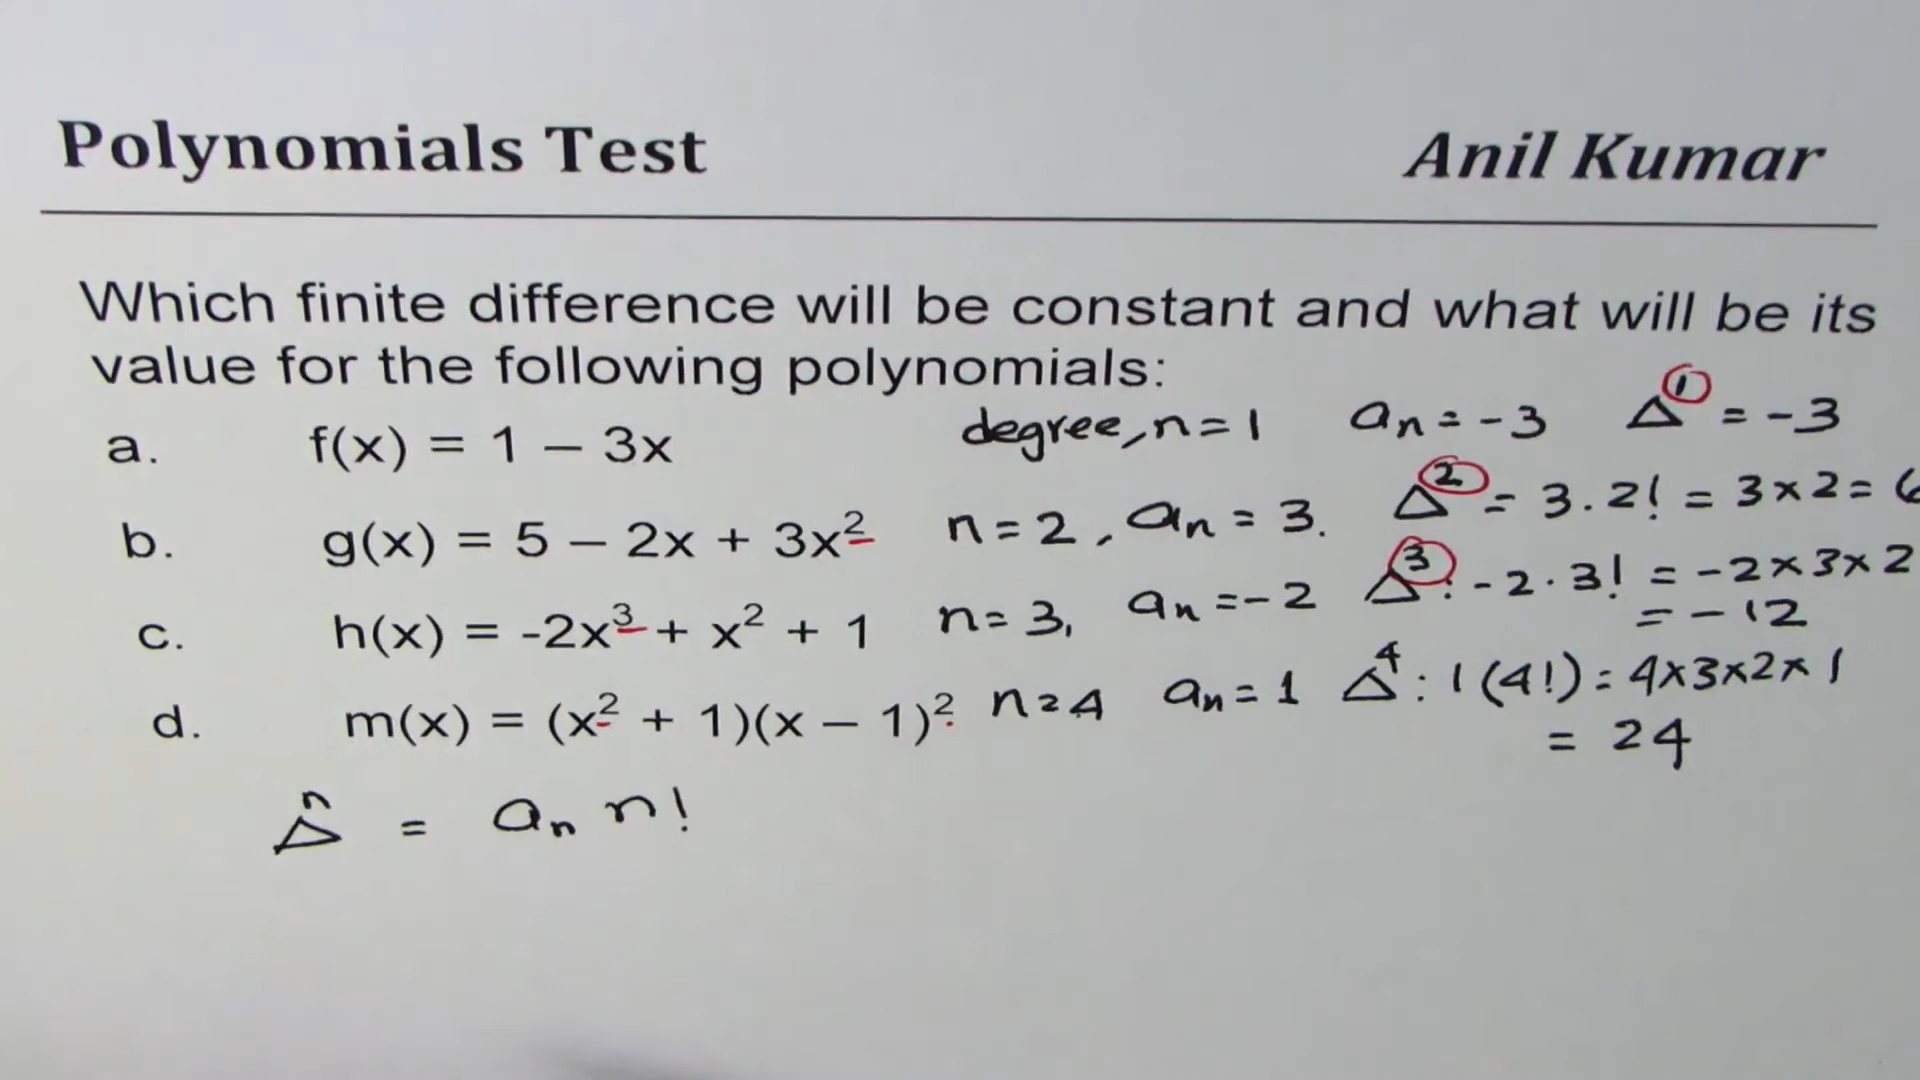 Polynomials Test Anil Kumar
Which finite difference will be constant and what will be its
value for the following polynomials:
a. f(x) = 1 – 3x degree, n = 1 aₙ = -3 Δ¹ = -3
b. g(x) = 5 – 2x + 3x² n = 2, aₙ = 3. Δ² = 3.2! = 3×2 = 6
c. h(x) = -2x³ + x² + 1 n = 3, aₙ = -2 Δ³: -2·3! = -2×3×2
= -12
d. m(x) = (x² + 1)(x – 1)² n = 4 aₙ = 1 Δ⁴: 1(4!) = 4×3×2×1
= 24
Δⁿ = aₙ n!